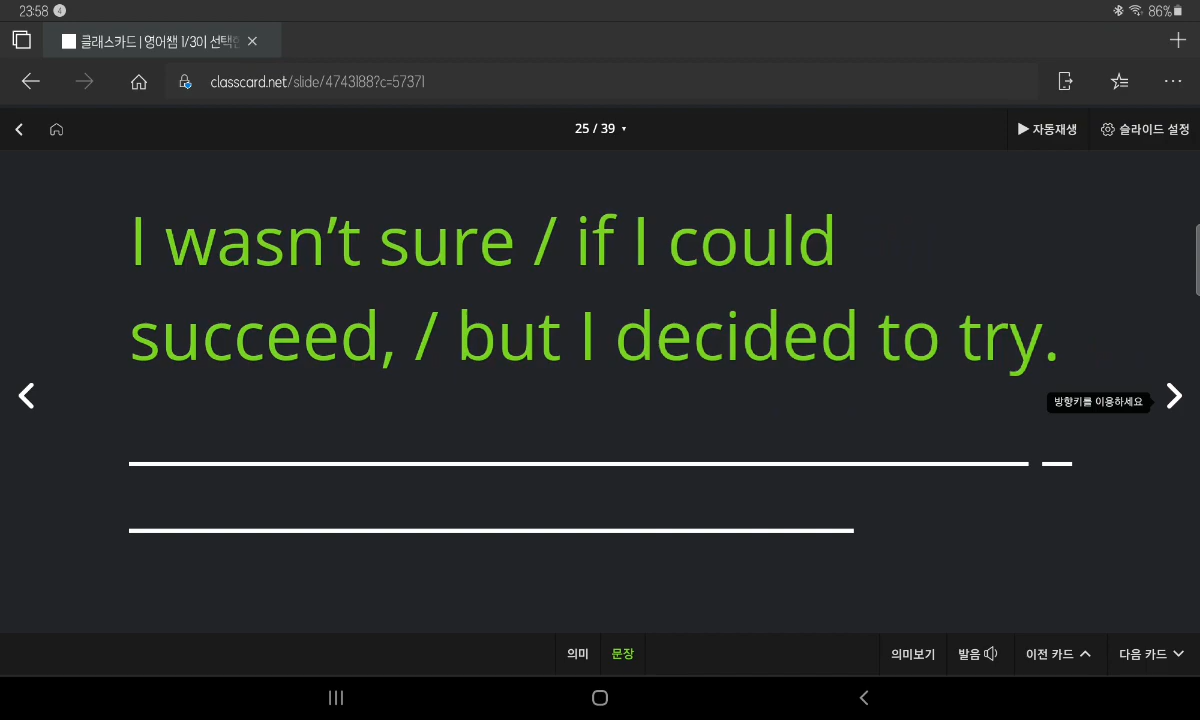 23:58 4 86%
클래스카드 | 영어쌤 1/3이 선택한
classcard.net/slide/4743188?c=57371
25 / 39 자동재생 슬라이드 설정
I wasn't sure / if I could
succeed, / but I decided to try.
방향키를 이용하세요
의미 문장 의미보기 발음 이전 카드 다음 카드